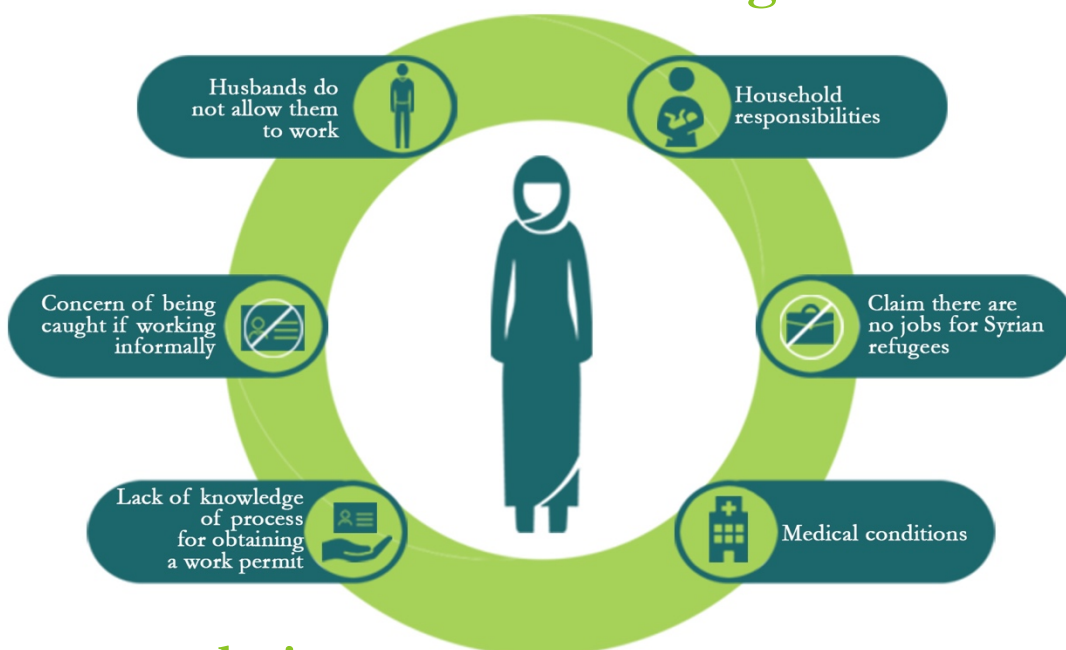 Husbands do
not allow them
to work
Household
responsibilities
Concern of being
caught if working
informally
Claim there are
no jobs for Syrian
refugees
Lack of knowledge
of process
for obtaining
a work permit
Medical conditions